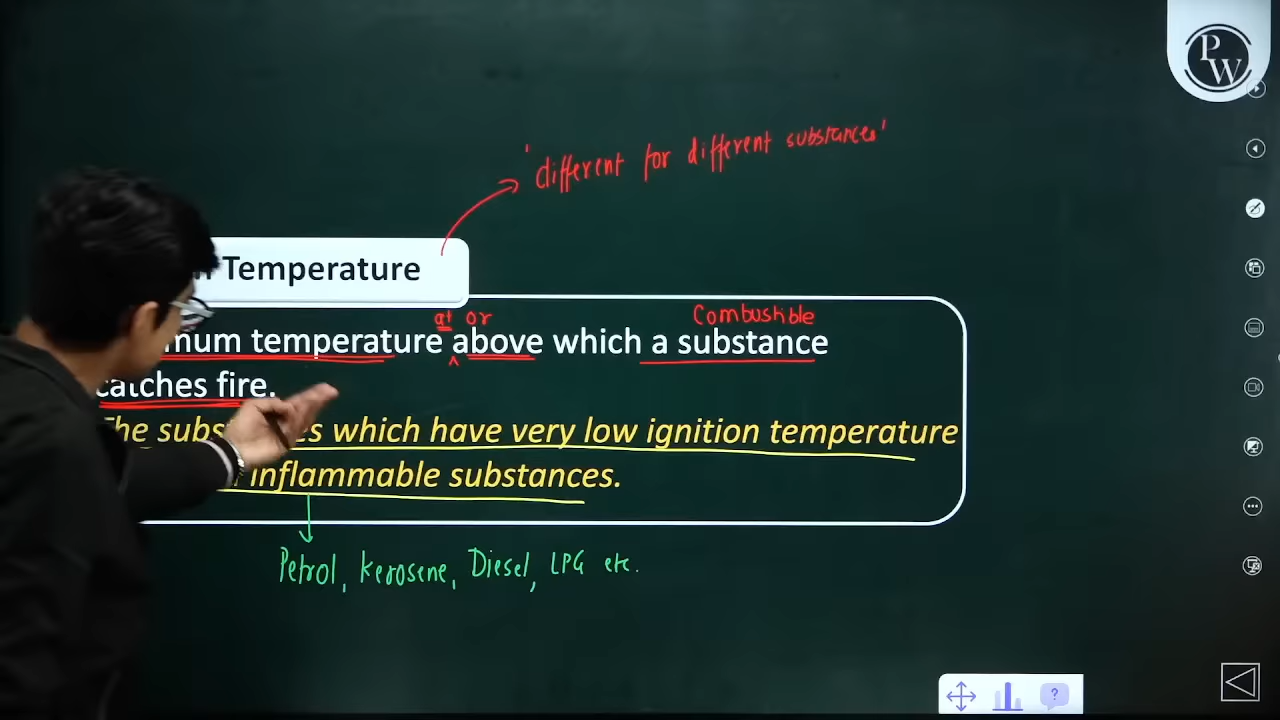 P
W
'different for different substances'
n Temperature
at or
Combustible
mum temperature above which a substance
^
catches fire.
The subs es which have very low ignition temperature
inflammable substances.
Petrol, Kerosene, Diesel, LPG etc.
?